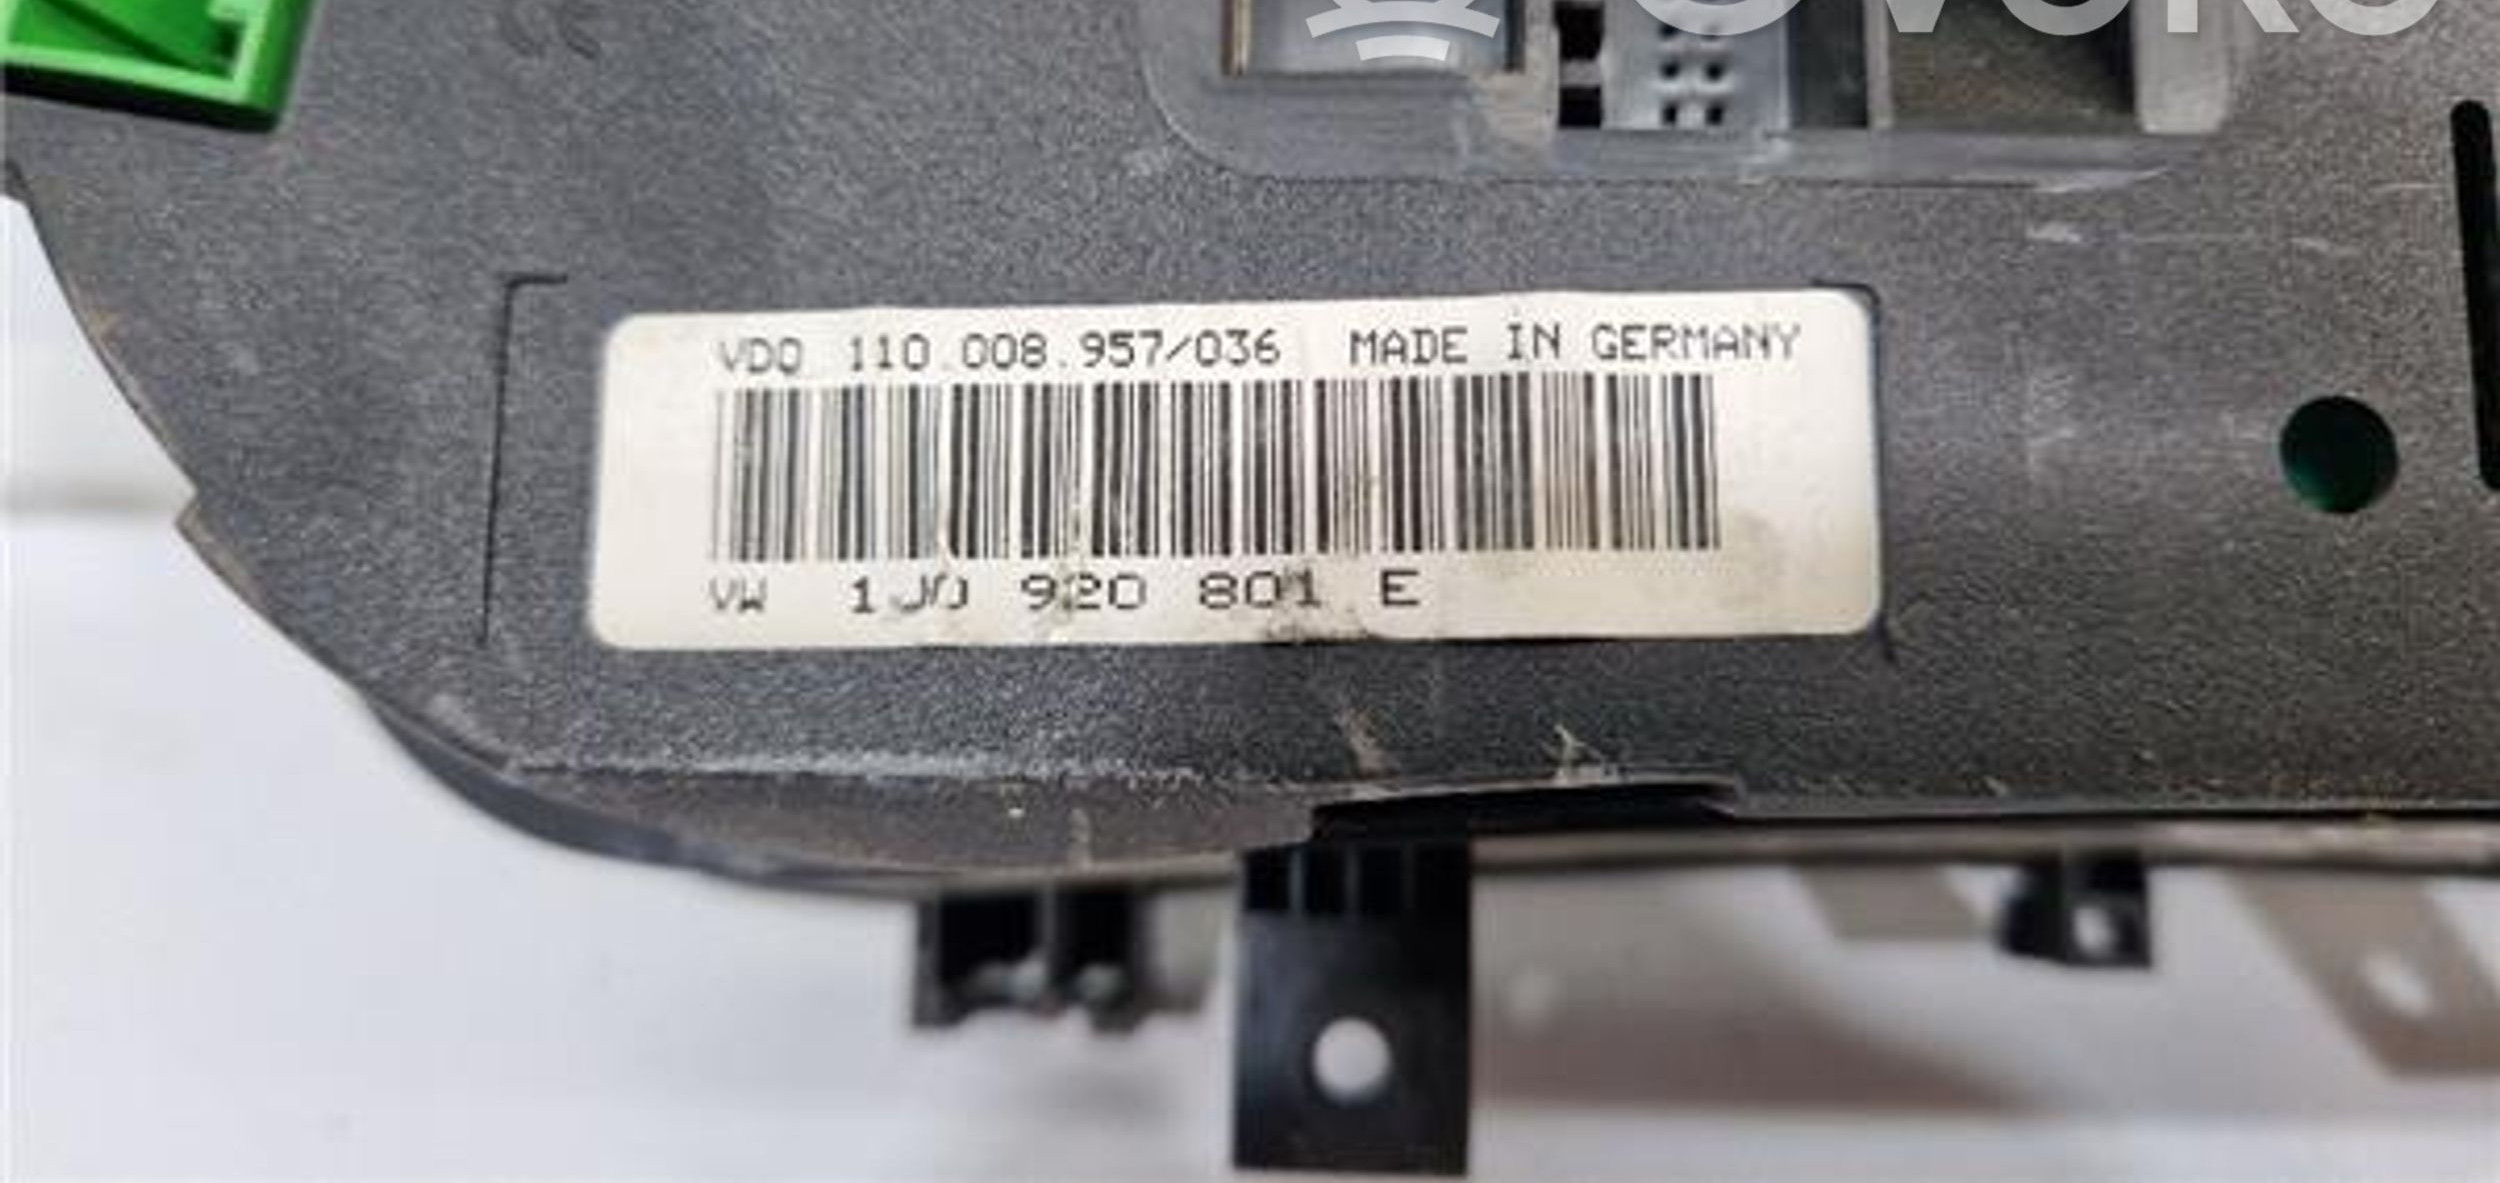 VDO 110.008.957/036 MADE IN GERMANY
VW 1J0 920 801 E